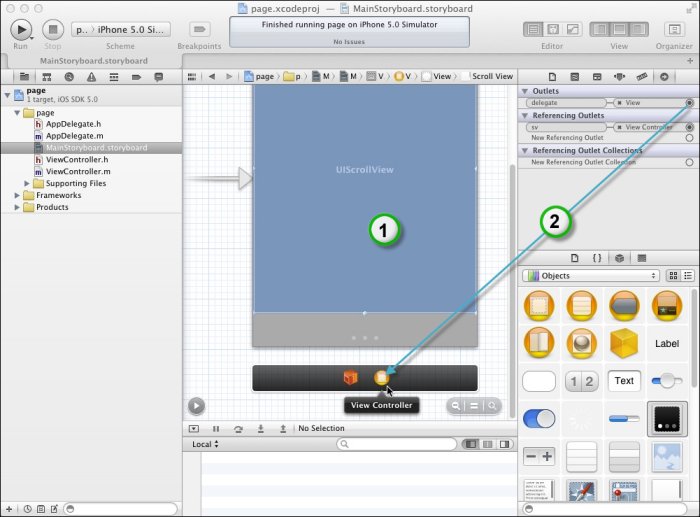 page.xcodeproj — MainStoryboard.storyboard
Run
Stop
p... iPhone 5.0 Si...
Scheme
Breakpoints
Finished running page on iPhone 5.0 Simulator
No Issues
Editor
View
Organizer
MainStoryboard.storyboard
page
1 target, iOS SDK 5.0
page
AppDelegate.h
AppDelegate.m
MainStoryboard.storyboard
ViewController.h
ViewController.m
Supporting Files
Frameworks
Products
page
p
M
M
V
V
View
Scroll View
UIScrollView
1
2
View Controller
No Selection
Local
Outlets
delegate
View
Referencing Outlets
sv
View Controller
New Referencing Outlet
Referencing Outlet Collections
New Referencing Outlet Collection
Objects
Label
1 2
Text